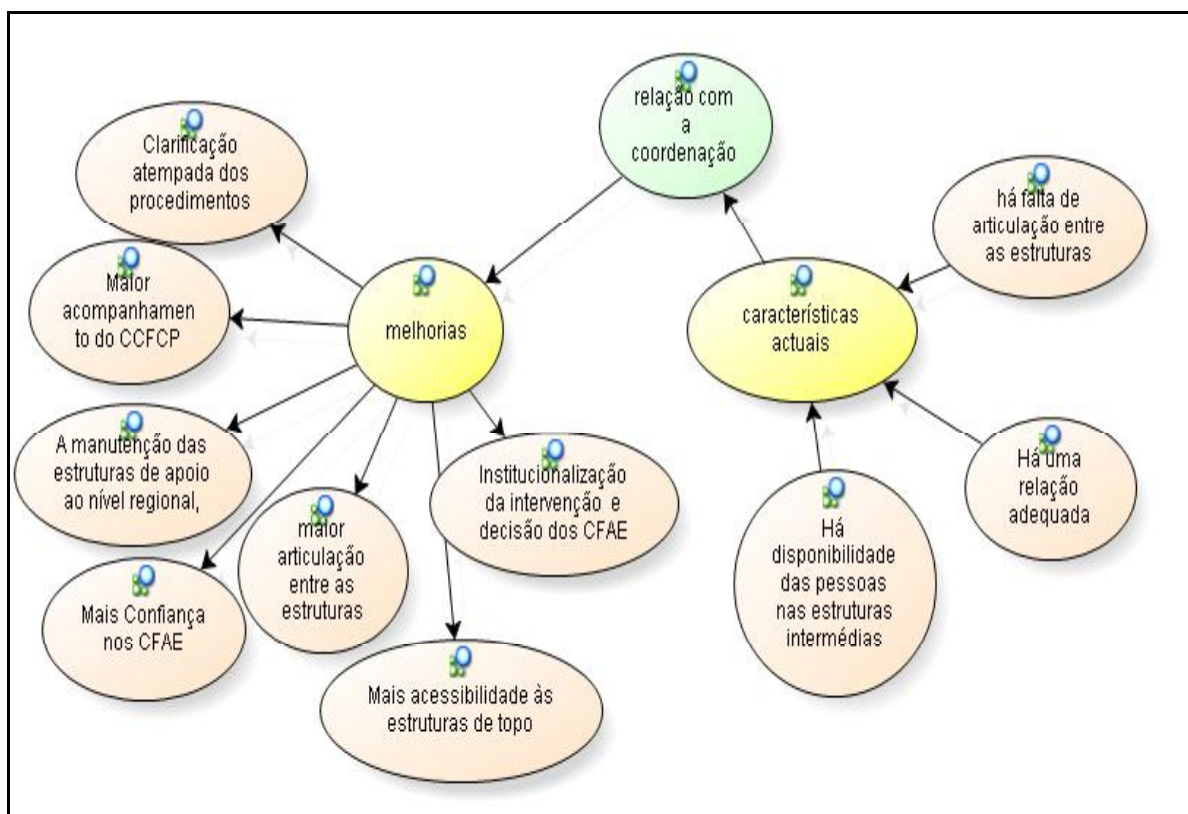 relação com
a
coordenação
Clarificação
atempada dos
procedimentos
Maior
acompanhamen
to do CCFCP
A manutenção das
estruturas de apoio
ao nível regional,
Mais Confiança
nos CFAE
maior
articulação
entre as
estruturas
Mais acessibilidade às
estruturas de topo
Institucionalização
da intervenção e
decisão dos CFAE
melhorias
características
actuais
há falta de
articulação entre
as estruturas
Há uma
relação
adequada
Há
disponibilidade
das pessoas
nas estruturas
intermédias